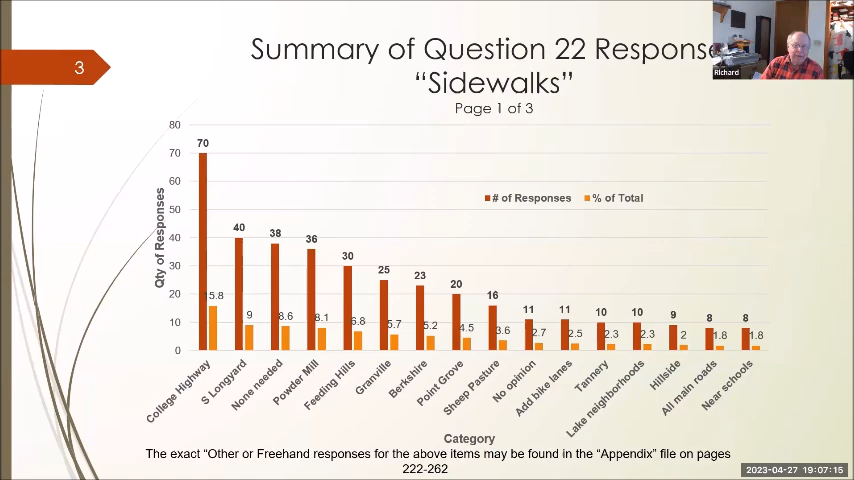 3
Summary of Question 22 Response
“Sidewalks”
Page 1 of 3
Richard
Qty of Responses
80
70
60
50
40
30
20
10
0
# of Responses
% of Total
70
40
38
36
30
25
23
20
16
11
11
10
10
9
8
8
15.8
9
8.6
8.1
6.8
5.7
5.2
4.5
3.6
2.7
2.5
2.3
2.3
2
1.8
1.8
College Highway
S Longyard
None needed
Powder Mill
Feeding Hills
Granville
Berkshire
Point Grove
Sheep Pasture
No opinion
Add bike lanes
Tannery
Lake neighborhoods
Hillside
All main roads
Near schools
Category
The exact “Other or Freehand responses for the above items may be found in the “Appendix” file on pages
222-262
2023-04-27 19:07:15